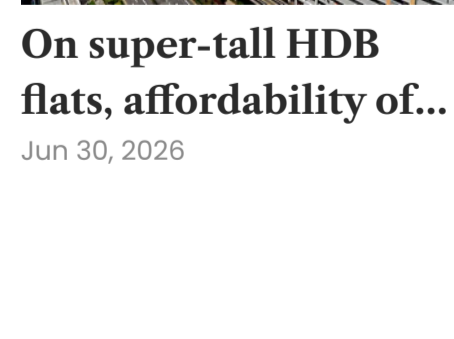 On super-tall HDB
flats, affordability of...
Jun 30, 2026